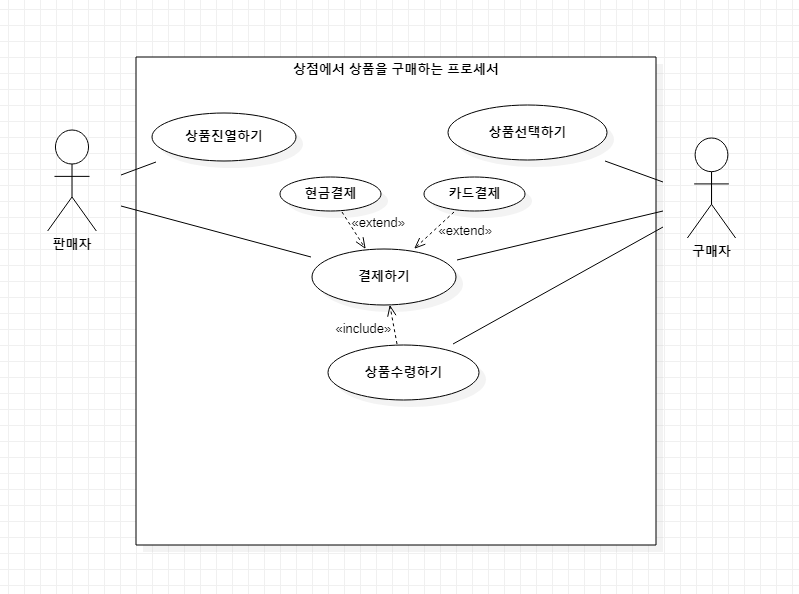 상점에서 상품을 구매하는 프로세서
상품진열하기
상품선택하기
현금결제
카드결제
«extend»
«extend»
판매자
구매자
결제하기
«include»
상품수령하기